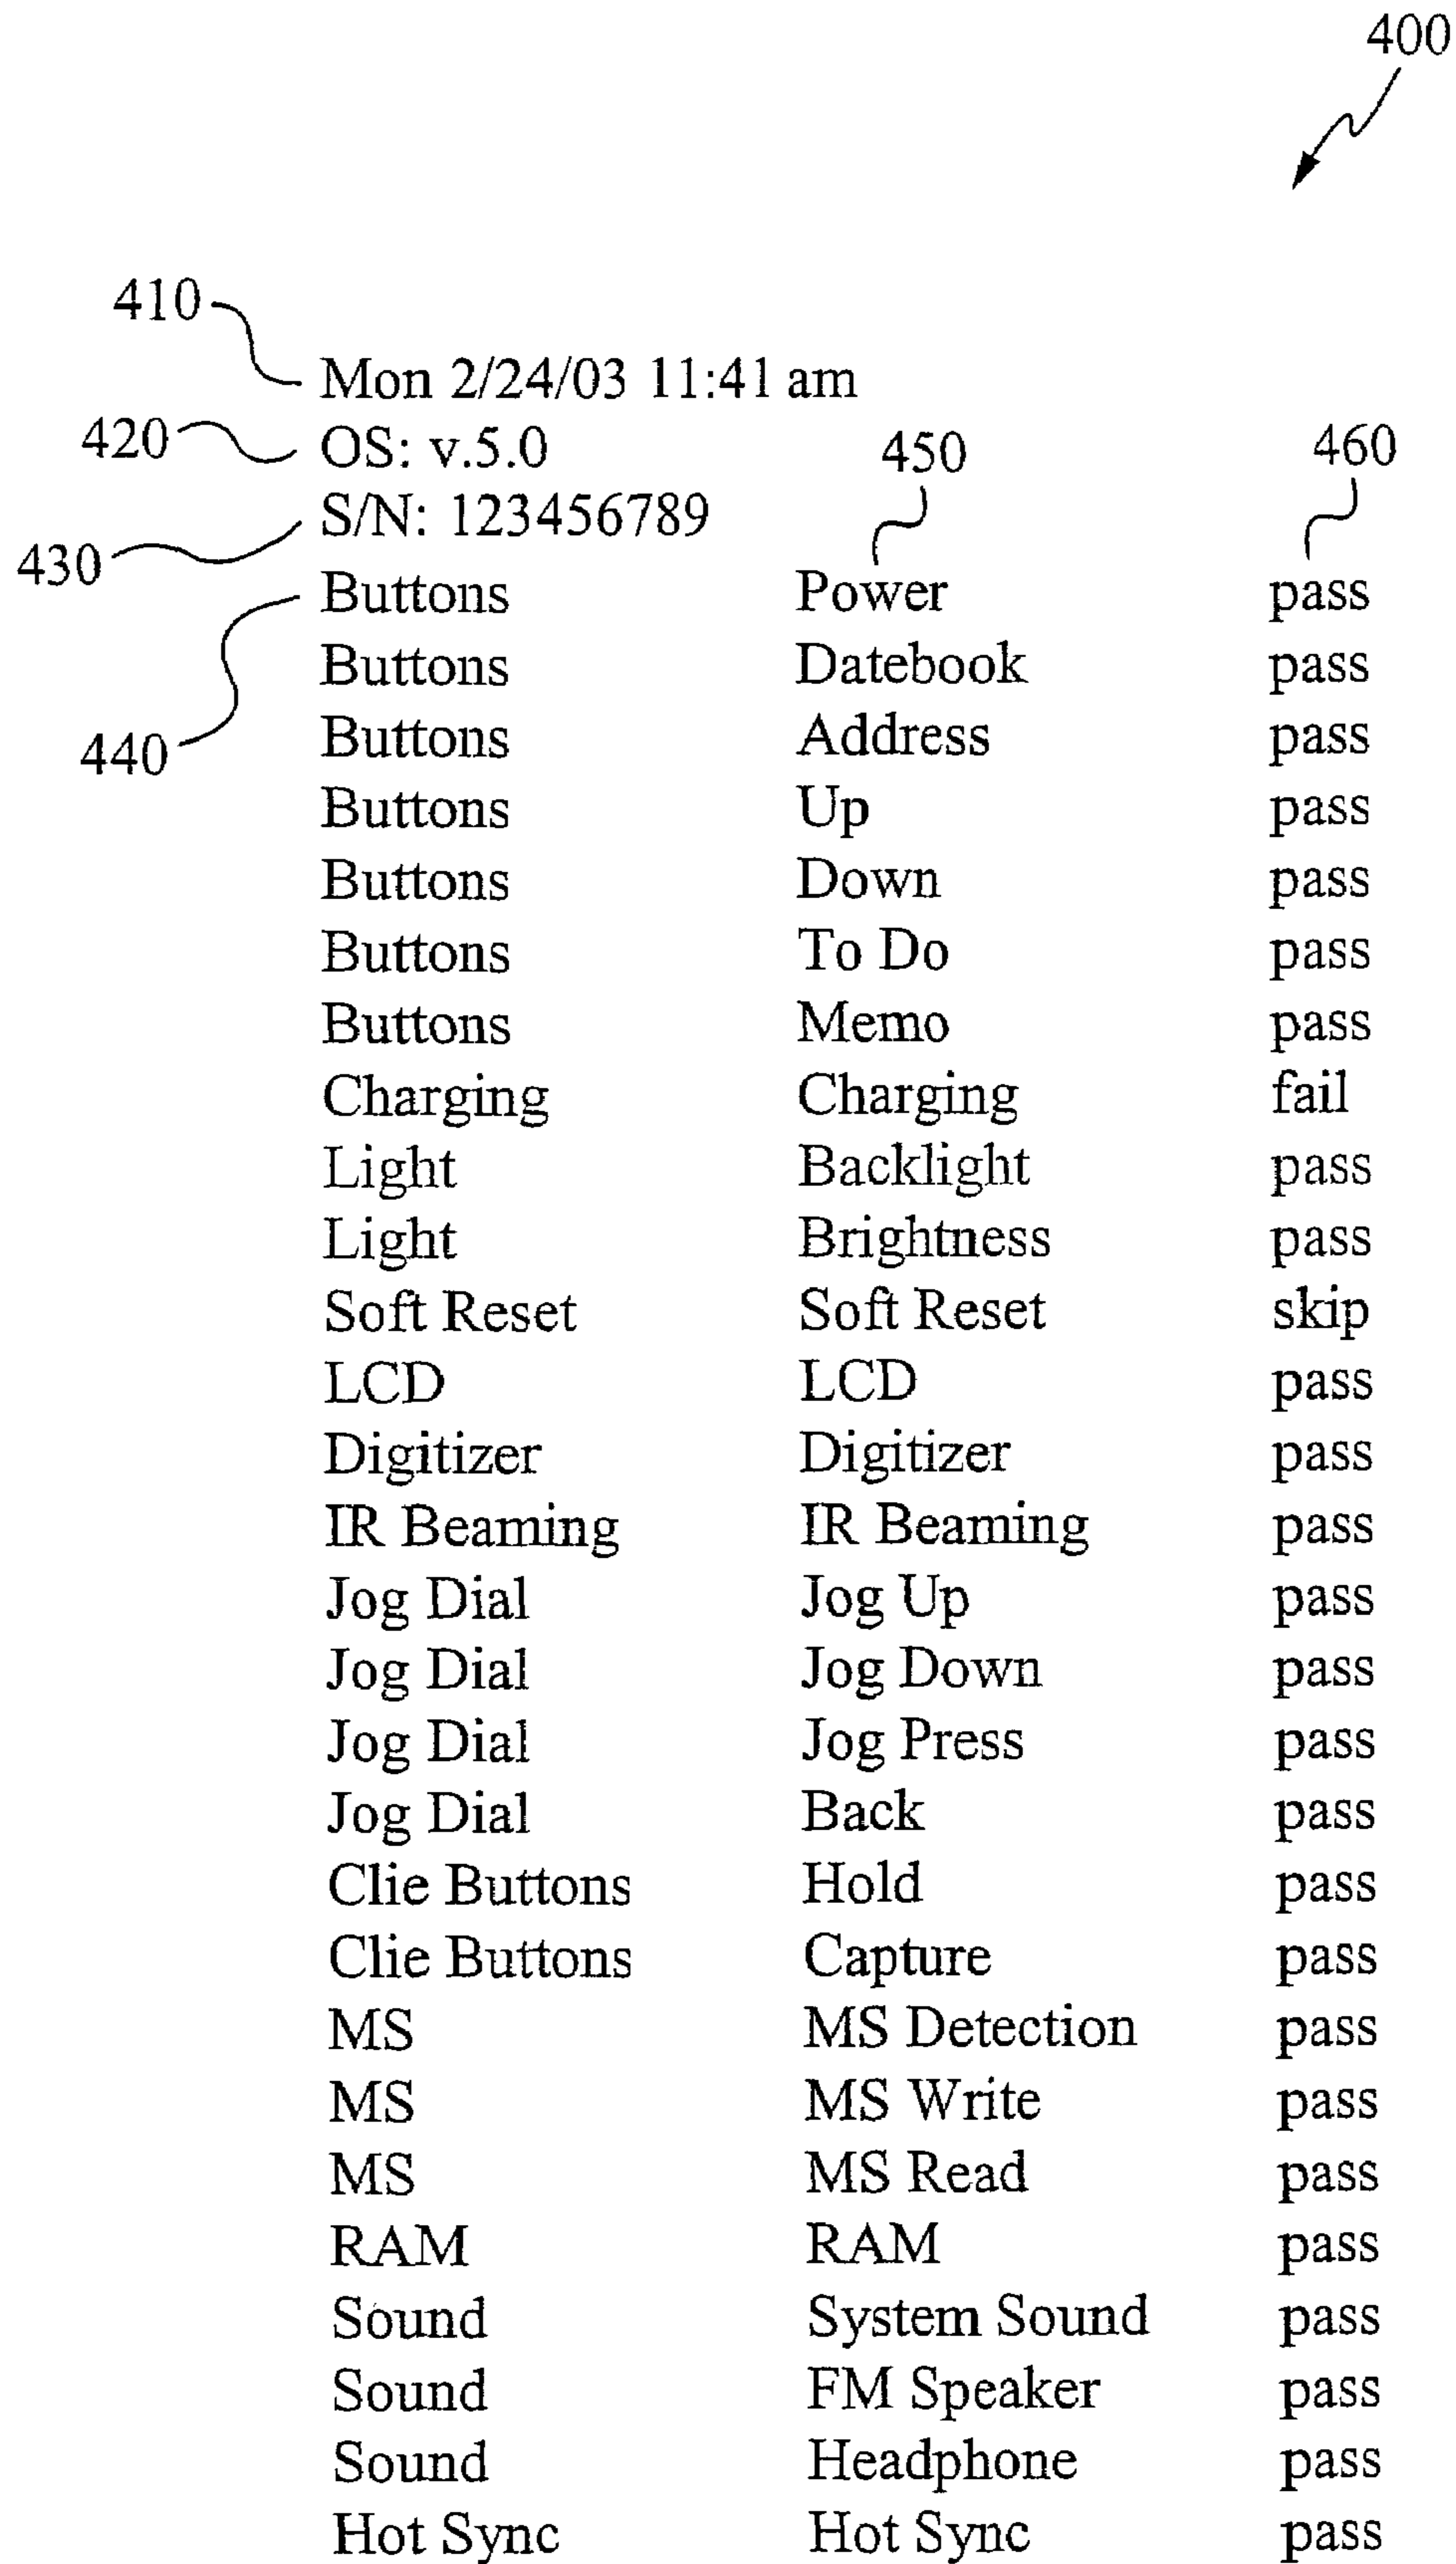 400
410
Mon 2/24/03 11:41 am
420 OS: v.5.0 450 460
S/N: 123456789
430
Buttons Power pass
Buttons Datebook pass
440 Buttons Address pass
Buttons Up pass
Buttons Down pass
Buttons To Do pass
Buttons Memo pass
Charging Charging fail
Light Backlight pass
Light Brightness pass
Soft Reset Soft Reset skip
LCD LCD pass
Digitizer Digitizer pass
IR Beaming IR Beaming pass
Jog Dial Jog Up pass
Jog Dial Jog Down pass
Jog Dial Jog Press pass
Jog Dial Back pass
Clie Buttons Hold pass
Clie Buttons Capture pass
MS MS Detection pass
MS MS Write pass
MS MS Read pass
RAM RAM pass
Sound System Sound pass
Sound FM Speaker pass
Sound Headphone pass
Hot Sync Hot Sync pass